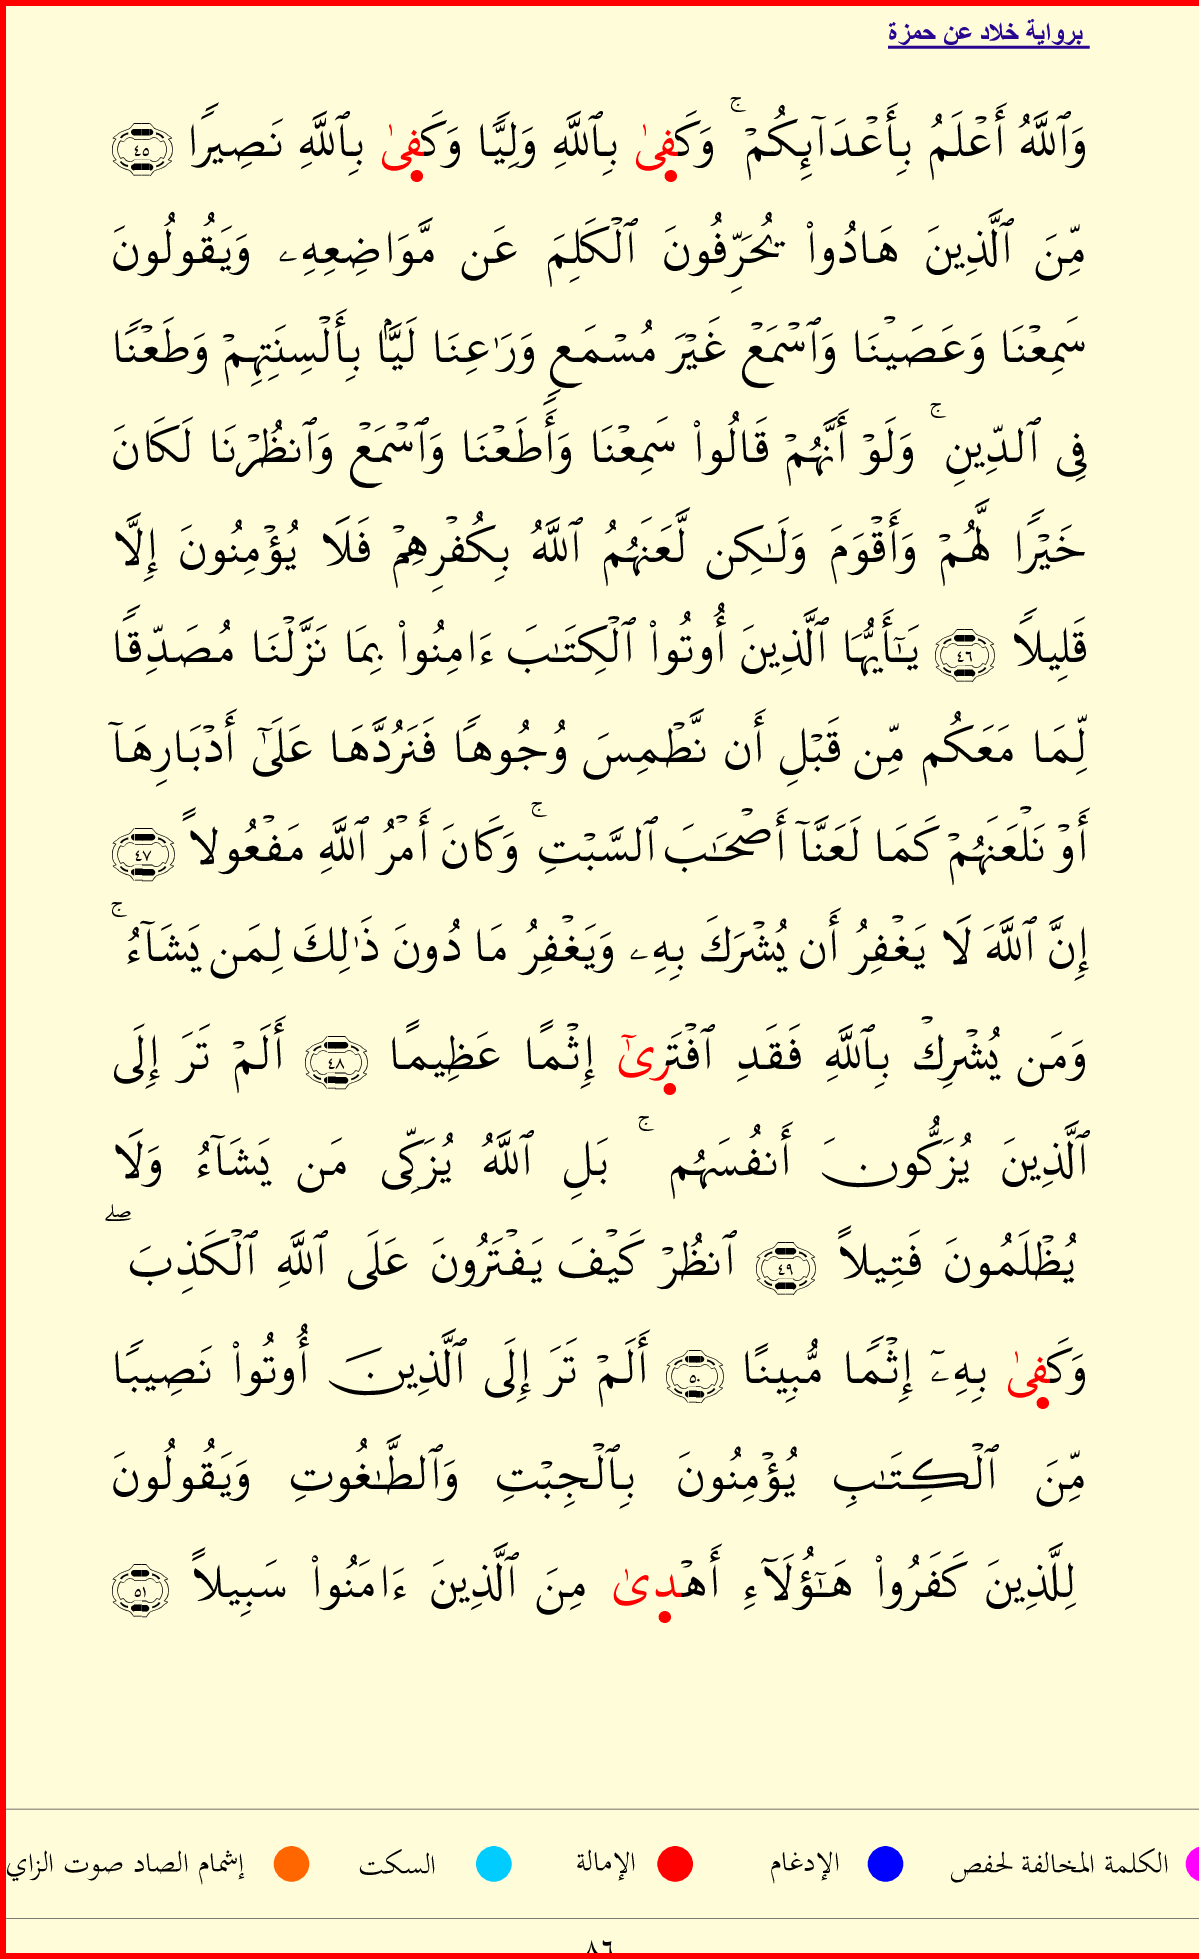 برواية خلاد عن حمزة
وَٱللَّهُ أَعۡلَمُ بِأَعۡدَآئِكُمۡۚ وَكَفِىٰ بِٱللَّهِ وَلِيًّا وَكَفِىٰ بِٱللَّهِ نَصِيرًا ٤٥
مِّنَ ٱلَّذِينَ هَادُواْ يُحَرِّفُونَ ٱلۡكَلِمَ عَن مَّوَاضِعِهِۦ وَيَقُولُونَ
سَمِعۡنَا وَعَصَيۡنَا وَٱسۡمَعۡ غَيۡرَ مُسۡمَعٍ وَرَٰعِنَا لَيَّۢا بِأَلۡسِنَتِهِمۡ وَطَعۡنًا
فِى ٱلدِّينِۚ وَلَوۡ أَنَّهُمۡ قَالُواْ سَمِعۡنَا وَأَطَعۡنَا وَٱسۡمَعۡ وَٱنظُرۡنَا لَكَانَ
خَيۡرًا لَّهُمۡ وَأَقۡوَمَ وَلَٰكِن لَّعَنَهُمُ ٱللَّهُ بِكُفۡرِهِمۡ فَلَا يُؤۡمِنُونَ إِلَّا
قَلِيلاً ٤٦ يَٰٓأَيُّهَا ٱلَّذِينَ أُوتُواْ ٱلۡكِتَٰبَ ءَامِنُواْ بِمَا نَزَّلۡنَا مُصَدِّقًا
لِّمَا مَعَكُم مِّن قَبۡلِ أَن نَّطۡمِسَ وُجُوهًا فَنَرُدَّهَا عَلَىٰٓ أَدۡبَارِهَآ
أَوۡ نَلۡعَنَهُمۡ كَمَا لَعَنَّآ أَصۡحَٰبَ ٱلسَّبۡتِۚ وَكَانَ أَمۡرُ ٱللَّهِ مَفۡعُولاً ٤٧
إِنَّ ٱللَّهَ لَا يَغۡفِرُ أَن يُشۡرَكَ بِهِۦ وَيَغۡفِرُ مَا دُونَ ذَٰلِكَ لِمَن يَشَآءُۚ
وَمَن يُشۡرِكۡ بِٱللَّهِ فَقَدِ ٱفۡتَرِىٰٓ إِثۡمًا عَظِيمًا ٤٨ أَلَمۡ تَرَ إِلَى
ٱلَّذِينَ يُزَكُّونَ أَنفُسَهُمۚ بَلِ ٱللَّهُ يُزَكِّى مَن يَشَآءُ وَلَا
يُظۡلَمُونَ فَتِيلاً ٤٩ ٱنظُرۡ كَيۡفَ يَفۡتَرُونَ عَلَى ٱللَّهِ ٱلۡكَذِبَۖ
وَكَفِىٰ بِهِۦٓ إِثۡمًا مُّبِينًا ٥٠ أَلَمۡ تَرَ إِلَى ٱلَّذِينَ أُوتُواْ نَصِيبًا
مِّنَ ٱلۡكِتَٰبِ يُؤۡمِنُونَ بِٱلۡجِبۡتِ وَٱلطَّٰغُوتِ وَيَقُولُونَ
لِلَّذِينَ كَفَرُواْ هَٰٓؤُلَآءِ أَهۡدِىٰ مِنَ ٱلَّذِينَ ءَامَنُواْ سَبِيلاً ٥١
الكلمة المخالفة لحفص الإدغام الإمالة السكت إشمام الصاد صوت الزاي
٨٦